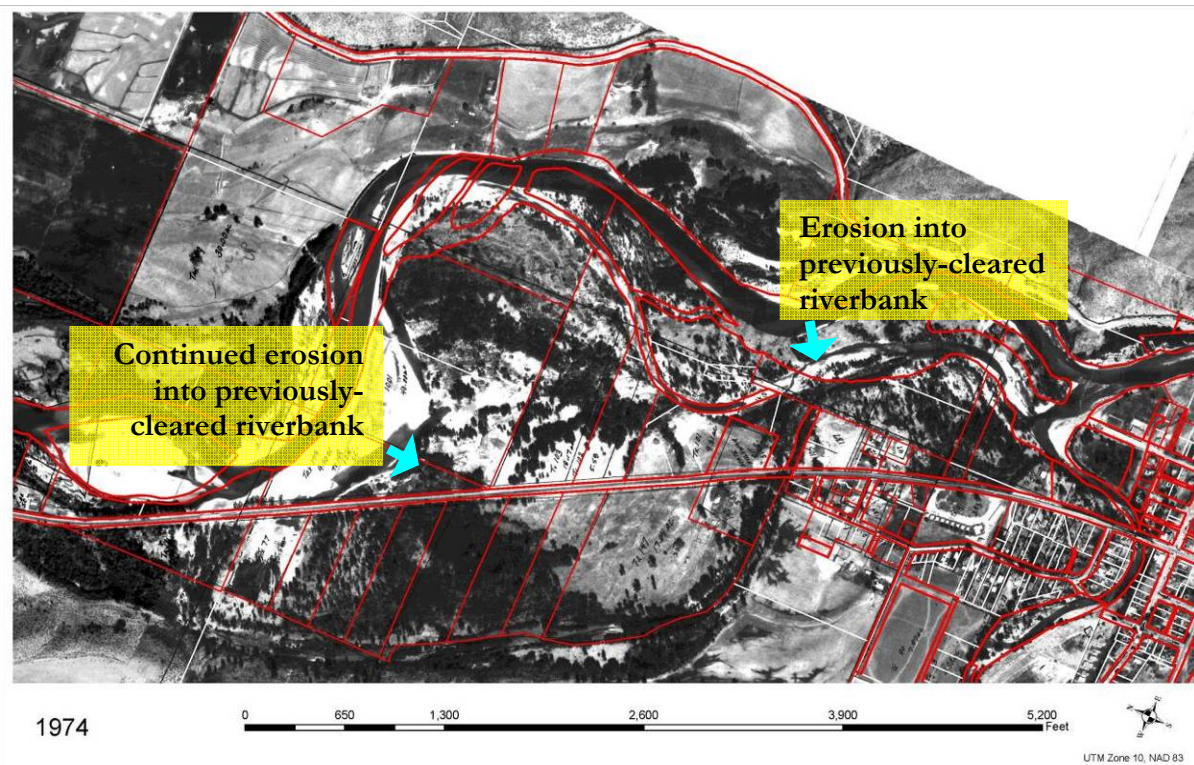 Erosion into
previously-cleared
riverbank
Continued erosion
into previously-
cleared riverbank
1974
0 650 1,300 2,600 3,900 5,200
Feet
N
E
S
W
UTM Zone 10, NAD 83